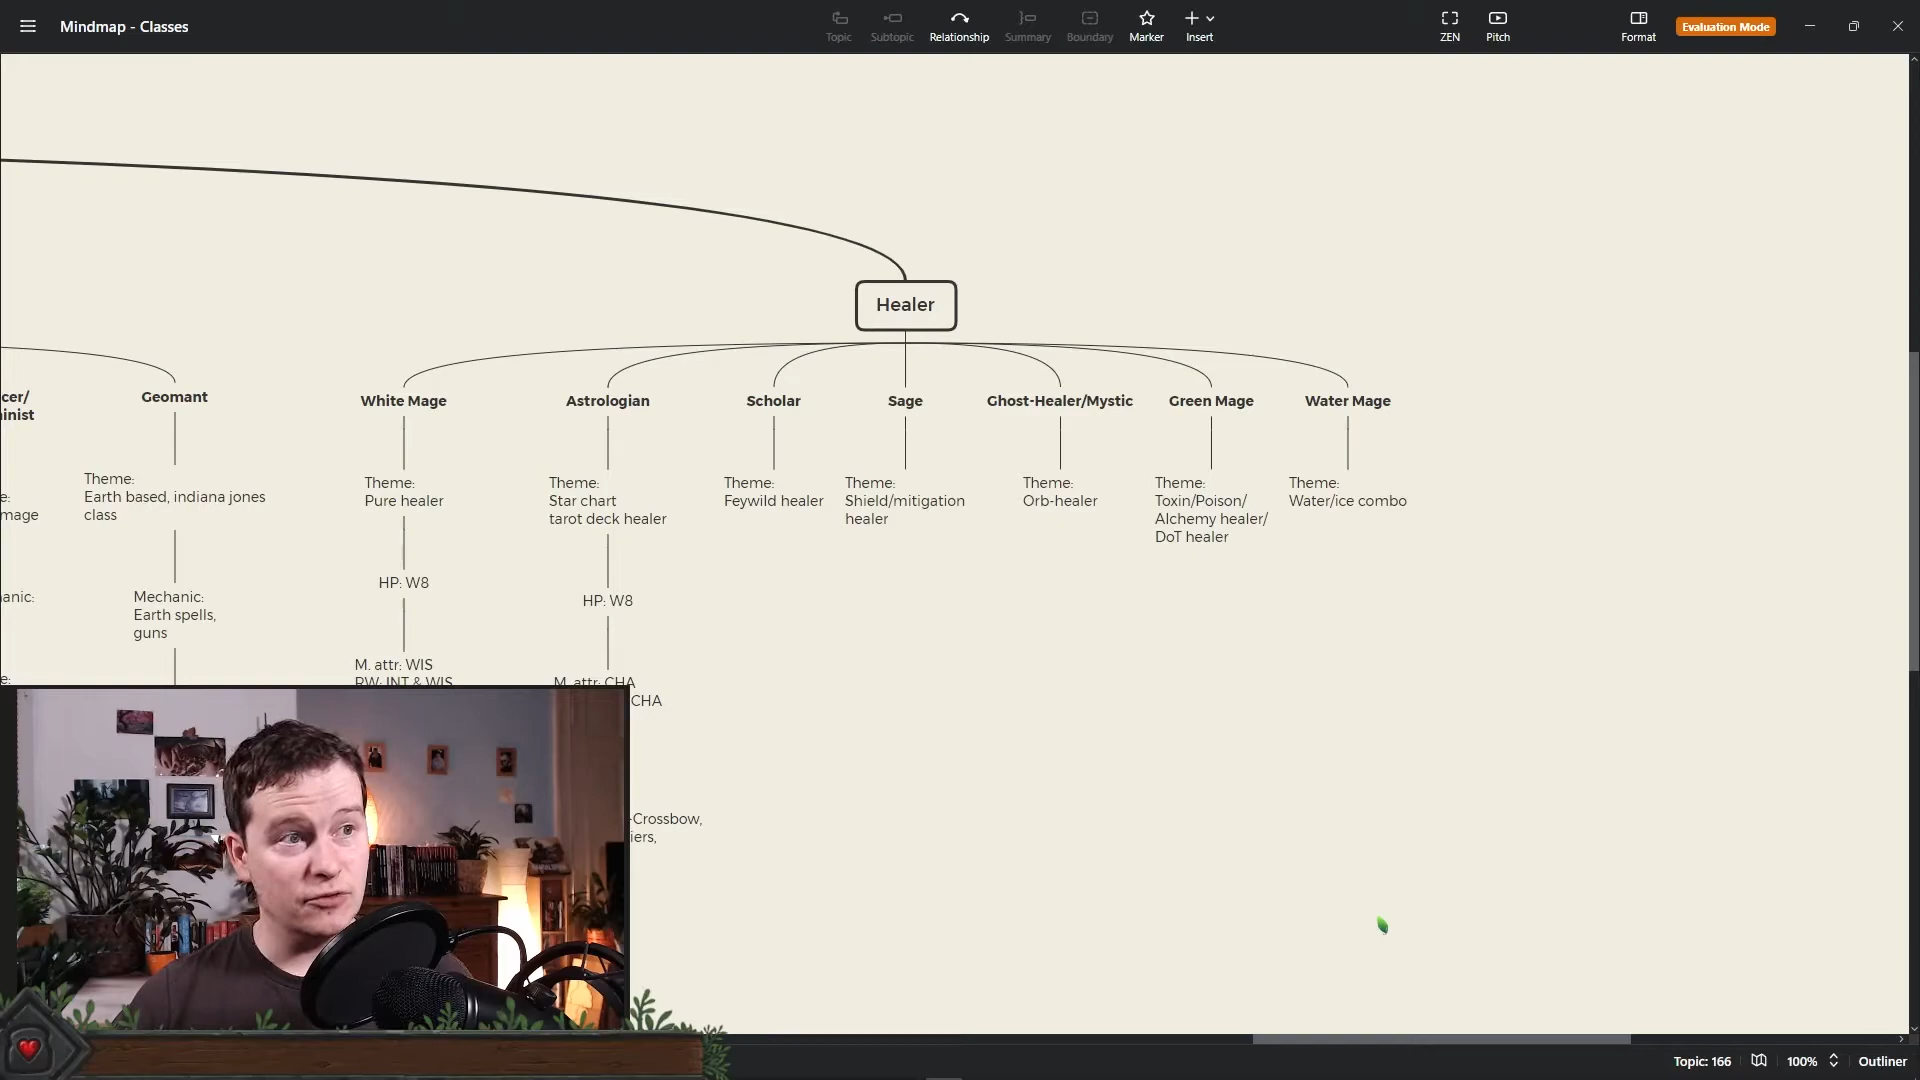 Mindmap - Classes
Topic
Subtopic
Relationship
Summary
Boundary
Marker
Insert
ZEN
Pitch
Format
Evaluation Mode
Healer
cer/
inist
Geomant
White Mage
Astrologian
Scholar
Sage
Ghost-Healer/Mystic
Green Mage
Water Mage
e:
mage
Theme:
Earth based, indiana jones
class
Theme:
Pure healer
Theme:
Star chart
tarot deck healer
Theme:
Feywild healer
Theme:
Shield/mitigation
healer
Theme:
Orb-healer
Theme:
Toxin/Poison/
Alchemy healer/
DoT healer
Theme:
Water/ice combo
anic:
Mechanic:
Earth spells,
guns
HP: W8
HP: W8
e:
M. attr: WIS
RW: INT & WIS
M. attr: CHA
CHA
-Crossbow,
iers,
Topic: 166
100%
Outliner